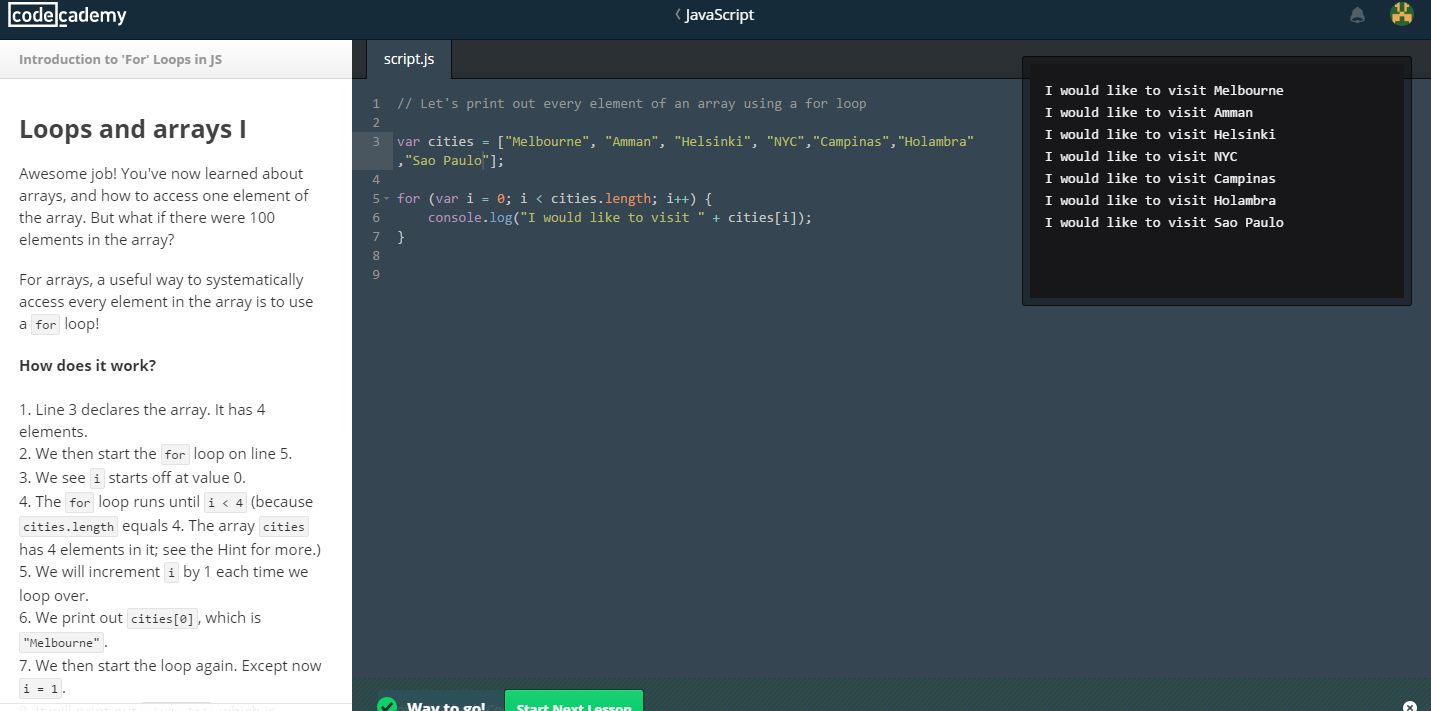 codecademy
JavaScript
Introduction to 'For' Loops in JS
Loops and arrays I
Awesome job! You've now learned about
arrays, and how to access one element of
the array. But what if there were 100
elements in the array?
For arrays, a useful way to systematically
access every element in the array is to use
a for loop!
How does it work?
1. Line 3 declares the array. It has 4
elements.
2. We then start the for loop on line 5.
3. We see i starts off at value 0.
4. The for loop runs until i < 4 (because
cities.length equals 4. The array cities
has 4 elements in it; see the Hint for more.)
5. We will increment i by 1 each time we
loop over.
6. We print out cities[0], which is
"Melbourne".
7. We then start the loop again. Except now
i = 1.
script.js
1 // Let's print out every element of an array using a for loop
2
3 var cities = ["Melbourne", "Amman", "Helsinki", "NYC","Campinas","Holambra"
,"Sao Paulo"];
4
5 for (var i = 0; i < cities.length; i++) {
6 console.log("I would like to visit " + cities[i]);
7 }
8
9
I would like to visit Melbourne
I would like to visit Amman
I would like to visit Helsinki
I would like to visit NYC
I would like to visit Campinas
I would like to visit Holambra
I would like to visit Sao Paulo
Way to go!
Start Next Lesson